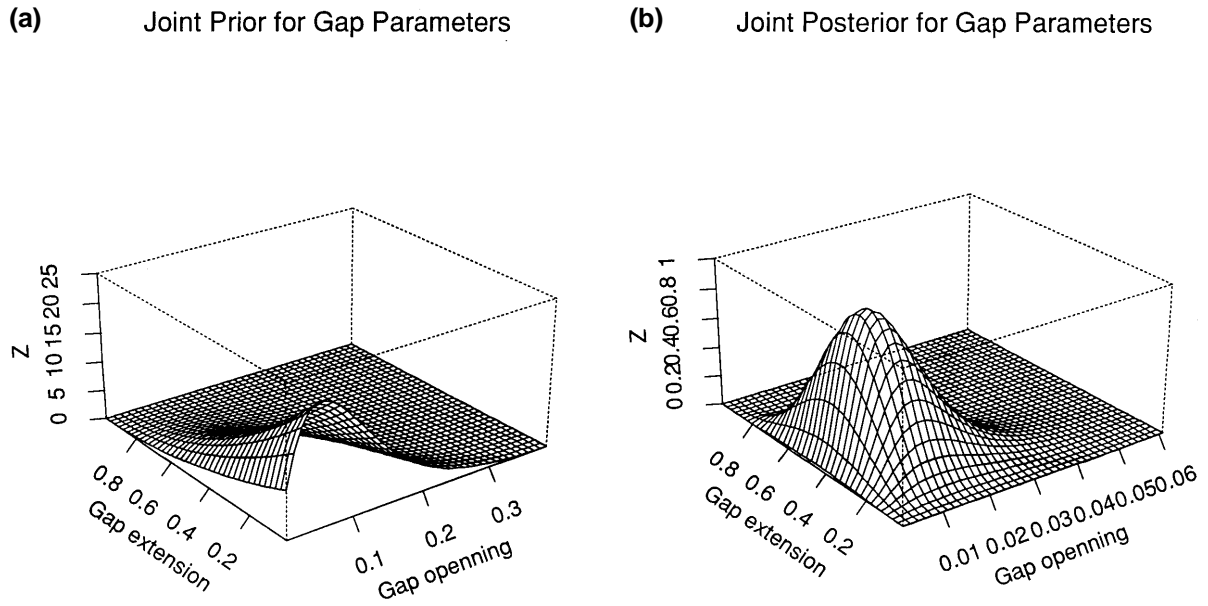 (a) Joint Prior for Gap Parameters
Z
0 5 10 15 20 25
0.8 0.6 0.4 0.2
Gap extension
0.1 0.2 0.3
Gap openning
(b) Joint Posterior for Gap Parameters
Z
0 0.2 0.4 0.6 0.8 1
0.8 0.6 0.4 0.2
Gap extension
0.01 0.02 0.03 0.04 0.05 0.06
Gap openning